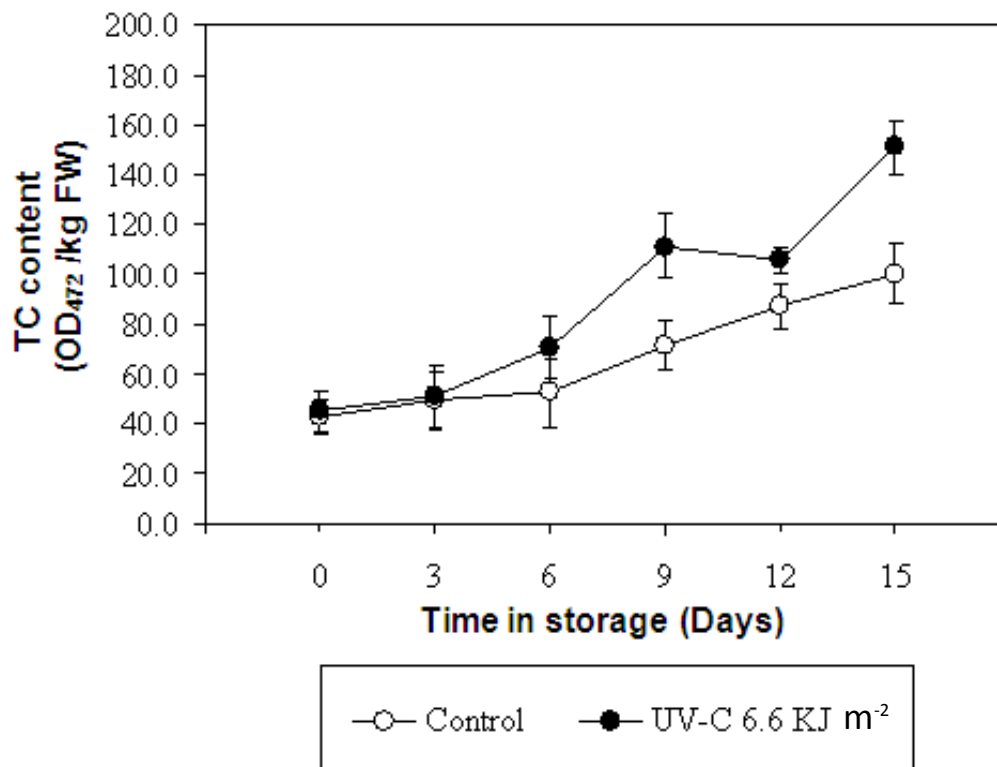 200.0
180.0
160.0
140.0
120.0
100.0
80.0
60.0
40.0
20.0
0.0
TC content
(OD472 /kg FW)
0 3 6 9 12 15
Time in storage (Days)
Control UV-C 6.6 KJ m-2